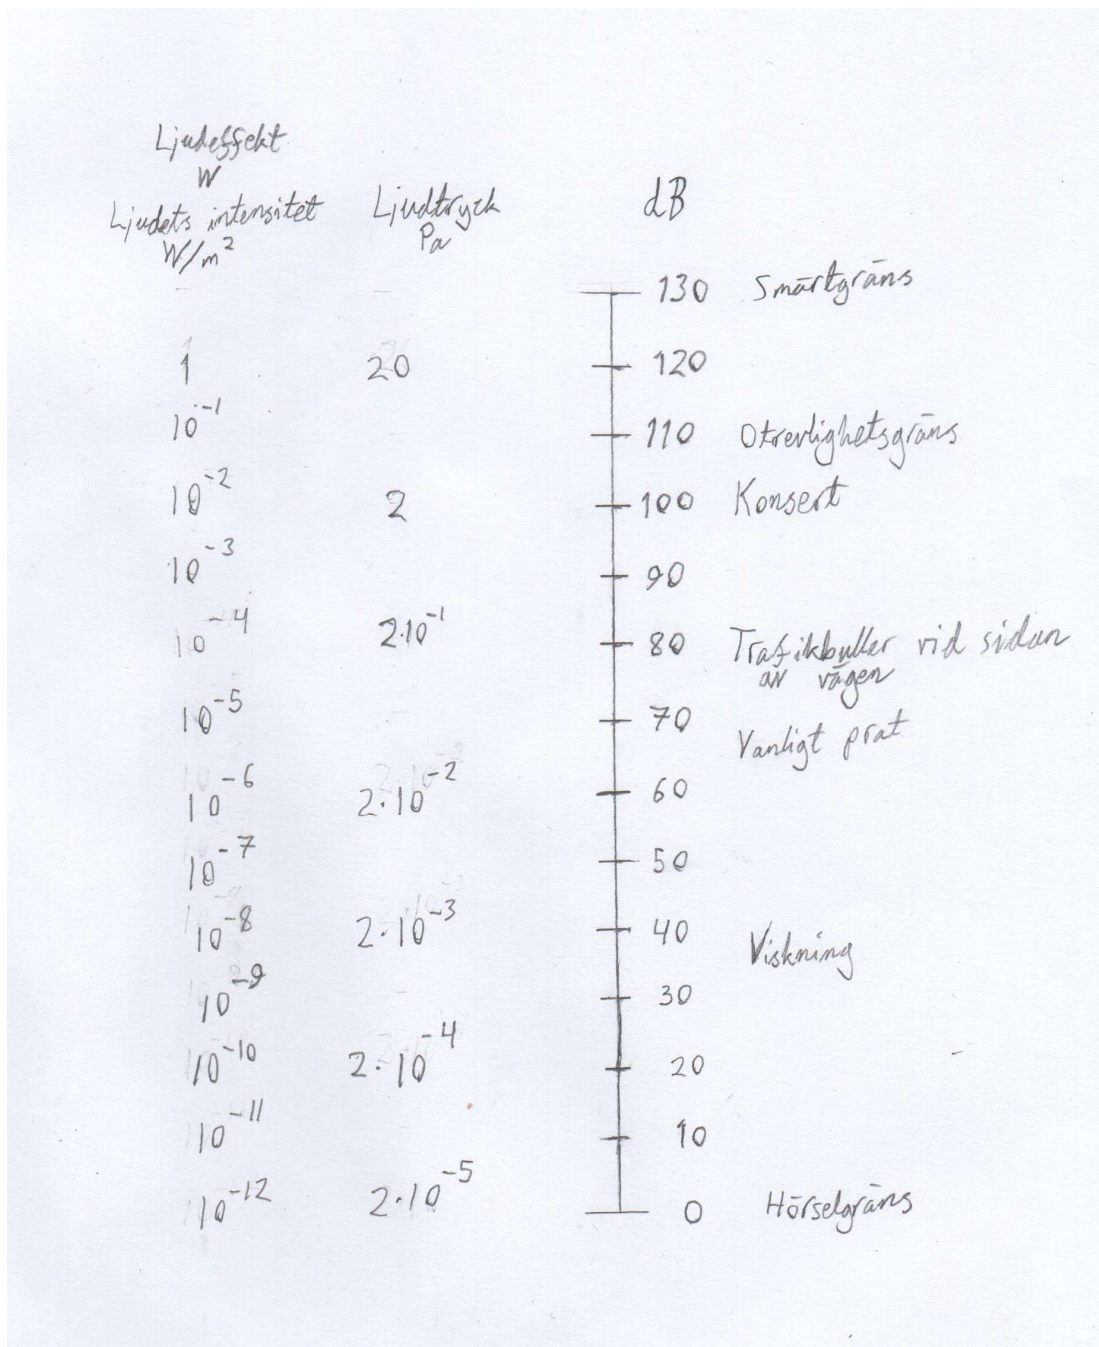 Ljudeffekt
W
Ljudets intensitet Ljudtryck dB
W/m² Pa
130 Smärtgräns
1 20 120
10⁻¹ 110 Otrevlighetsgräns
10⁻² 2 100 Konsert
10⁻³ 90
10⁻⁴ 2·10⁻¹ 80 Trafikbuller vid sidan
av vägen
10⁻⁵ 70
Vanligt prat
10⁻⁶ 2·10⁻² 60
10⁻⁷ 50
10⁻⁸ 2·10⁻³ 40
Viskning
10⁻⁹ 30
10⁻¹⁰ 2·10⁻⁴ 20
10⁻¹¹ 10
10⁻¹² 2·10⁻⁵ 0 Hörselgräns